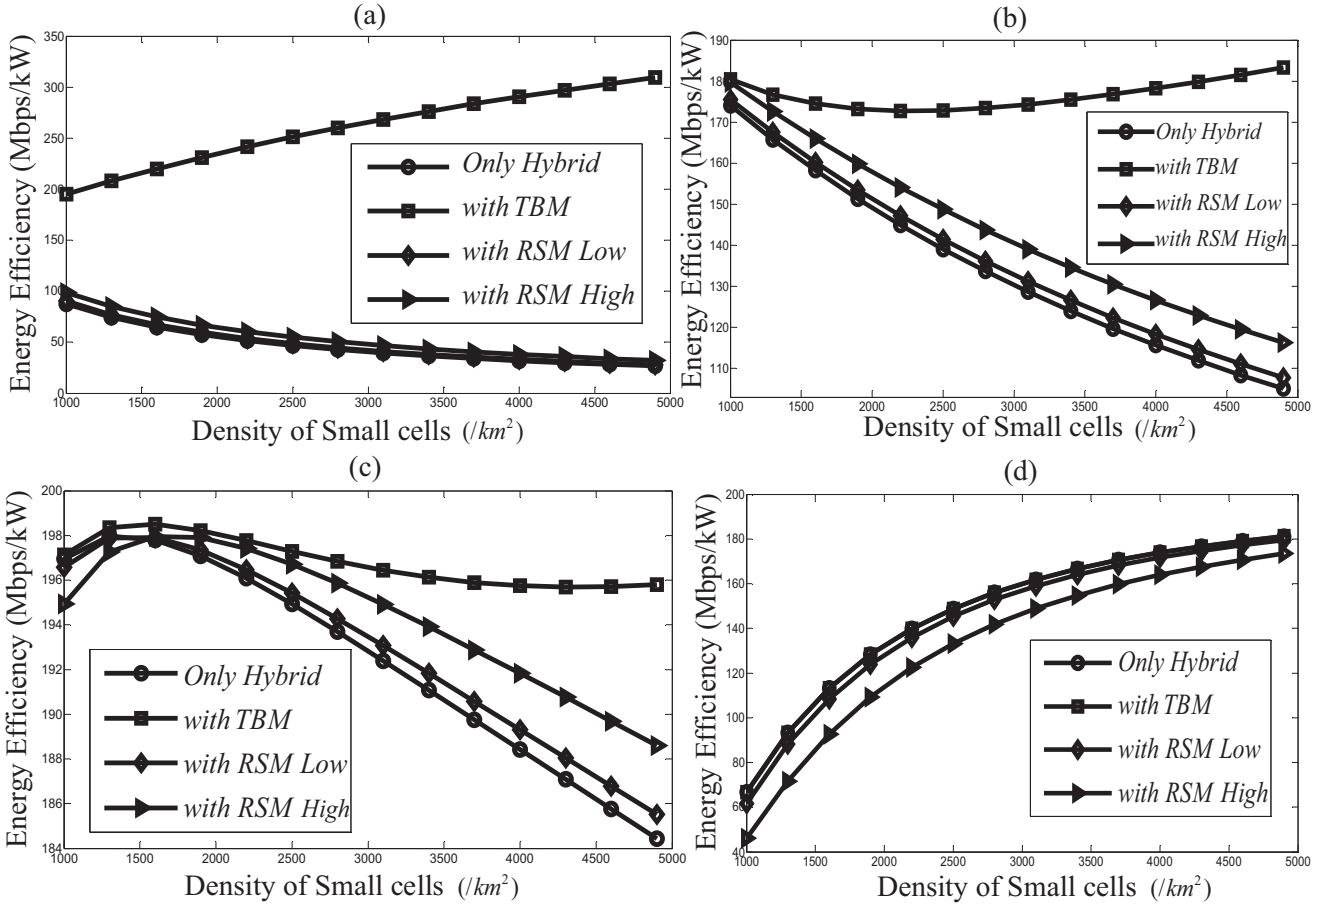 (a)
Energy Efficiency (Mbps/kW)
350
300
250
200
150
100
50
0
1000 1500 2000 2500 3000 3500 4000 4500 5000
Density of Small cells (/km²)
Only Hybrid
with TBM
with RSM Low
with RSM High
(b)
Energy Efficiency (Mbps/kW)
190
180
170
160
150
140
130
120
110
1000 1500 2000 2500 3000 3500 4000 4500 5000
Density of Small cells (/km²)
Only Hybrid
with TBM
with RSM Low
with RSM High
(c)
Energy Efficiency (Mbps/kW)
200
198
196
194
192
190
188
186
184
1000 1500 2000 2500 3000 3500 4000 4500 5000
Density of Small cells (/km²)
Only Hybrid
with TBM
with RSM Low
with RSM High
(d)
Energy Efficiency (Mbps/kW)
200
180
160
140
120
100
80
60
40
1000 1500 2000 2500 3000 3500 4000 4500 5000
Density of Small cells (/km²)
Only Hybrid
with TBM
with RSM Low
with RSM High